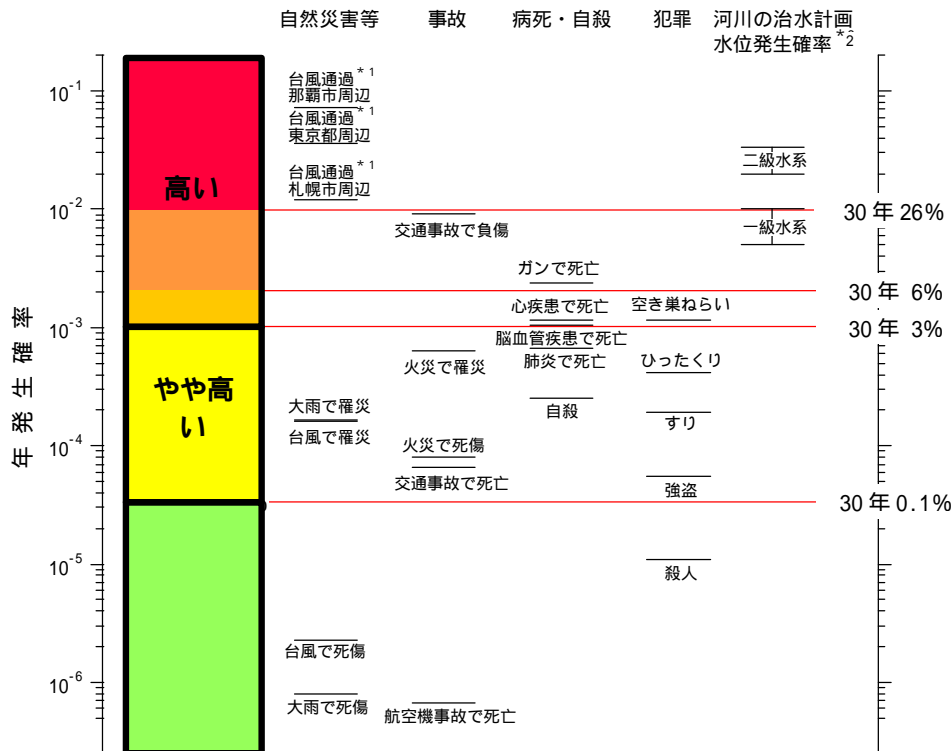 自然災害等
事故
病死・自殺
犯罪
河川の治水計画
水位発生確率 *2
年発生確率
10-1
10-2
10-3
10-4
10-5
10-6
高い
やや高
い
台風通過*1
那覇市周辺
台風通過*1
東京都周辺
台風通過*1
札幌市周辺
大雨で罹災
台風で罹災
台風で死傷
大雨で死傷
交通事故で負傷
火災で罹災
火災で死傷
交通事故で死亡
航空機事故で死亡
ガンで死亡
心疾患で死亡
脳血管疾患で死亡
肺炎で死亡
自殺
空き巣ねらい
ひったくり
すり
強盗
殺人
二級水系
一級水系
30年 26%
30年 6%
30年 3%
30年 0.1%